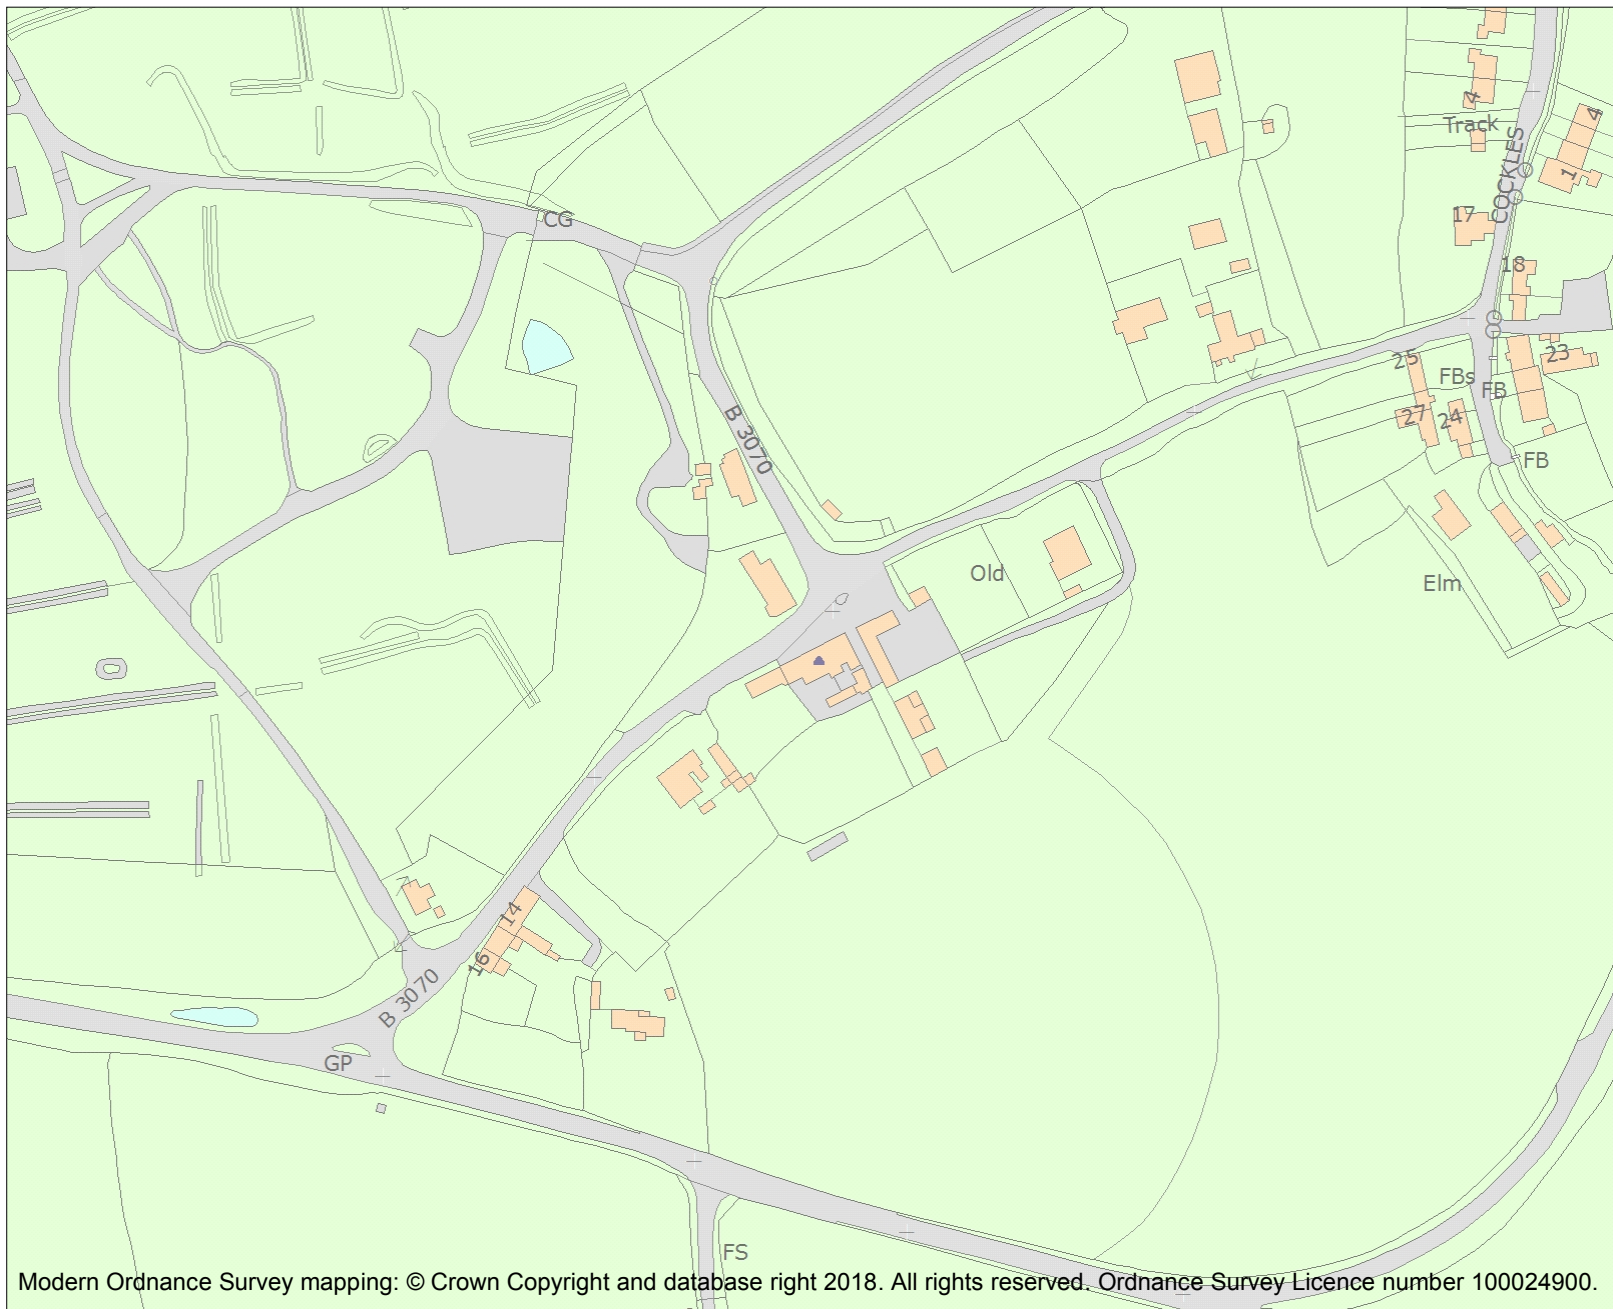 4
Track
COCKLES
4
1
17
CG
18
25
FBs
FB
23
27
24
B 3070
FB
Old
Elm
14
16
B 3070
GP
FS
Modern Ordnance Survey mapping: © Crown Copyright and database right 2018. All rights reserved. Ordnance Survey Licence number 100024900.